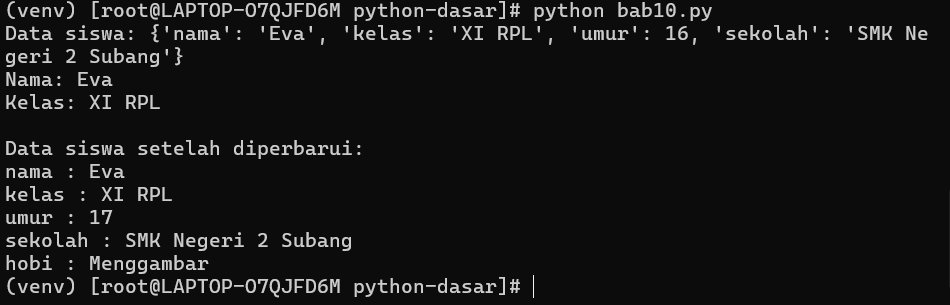 (venv) [root@LAPTOP-O7QJFD6M python-dasar]# python bab10.py
Data siswa: {'nama': 'Eva', 'kelas': 'XI RPL', 'umur': 16, 'sekolah': 'SMK Ne
geri 2 Subang'}
Nama: Eva
Kelas: XI RPL

Data siswa setelah diperbarui:
nama : Eva
kelas : XI RPL
umur : 17
sekolah : SMK Negeri 2 Subang
hobi : Menggambar
(venv) [root@LAPTOP-O7QJFD6M python-dasar]#